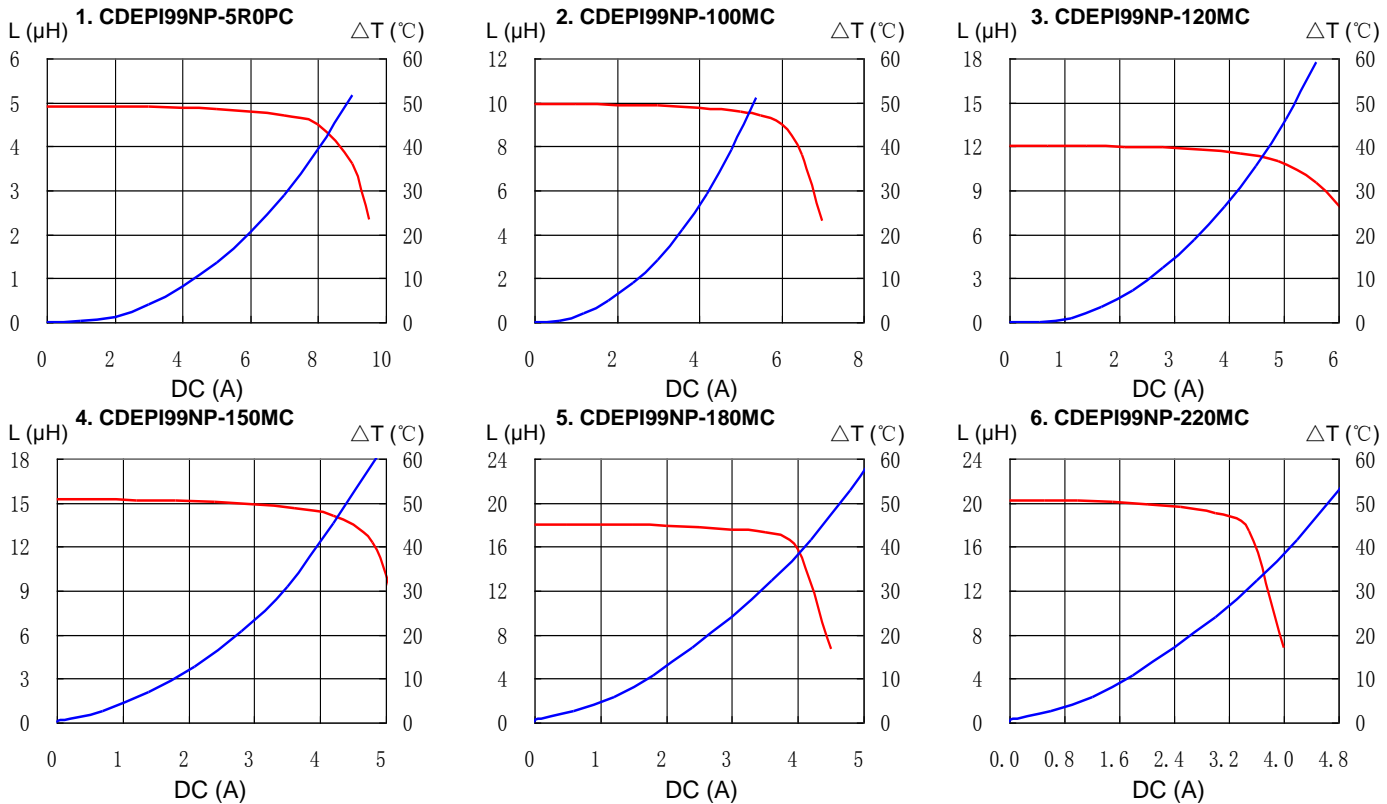 1. CDEPI99NP-5R0PC
L (μH) △T (℃)
6 60
5 50
4 40
3 30
2 20
1 10
0 0
0 2 4 6 8 10
DC (A)
2. CDEPI99NP-100MC
L (μH) △T (℃)
12 60
10 50
8 40
6 30
4 20
2 10
0 0
0 2 4 6 8
DC (A)
3. CDEPI99NP-120MC
L (μH) △T (℃)
18 60
15 50
12 40
9 30
6 20
3 10
0 0
0 1 2 3 4 5 6
DC (A)
4. CDEPI99NP-150MC
L (μH) △T (℃)
18 60
15 50
12 40
9 30
6 20
3 10
0 0
0 1 2 3 4 5
DC (A)
5. CDEPI99NP-180MC
L (μH) △T (℃)
24 60
20 50
16 40
12 30
8 20
4 10
0 0
0 1 2 3 4 5
DC (A)
6. CDEPI99NP-220MC
L (μH) △T (℃)
24 60
20 50
16 40
12 30
8 20
4 10
0 0
0.0 0.8 1.6 2.4 3.2 4.0 4.8
DC (A)